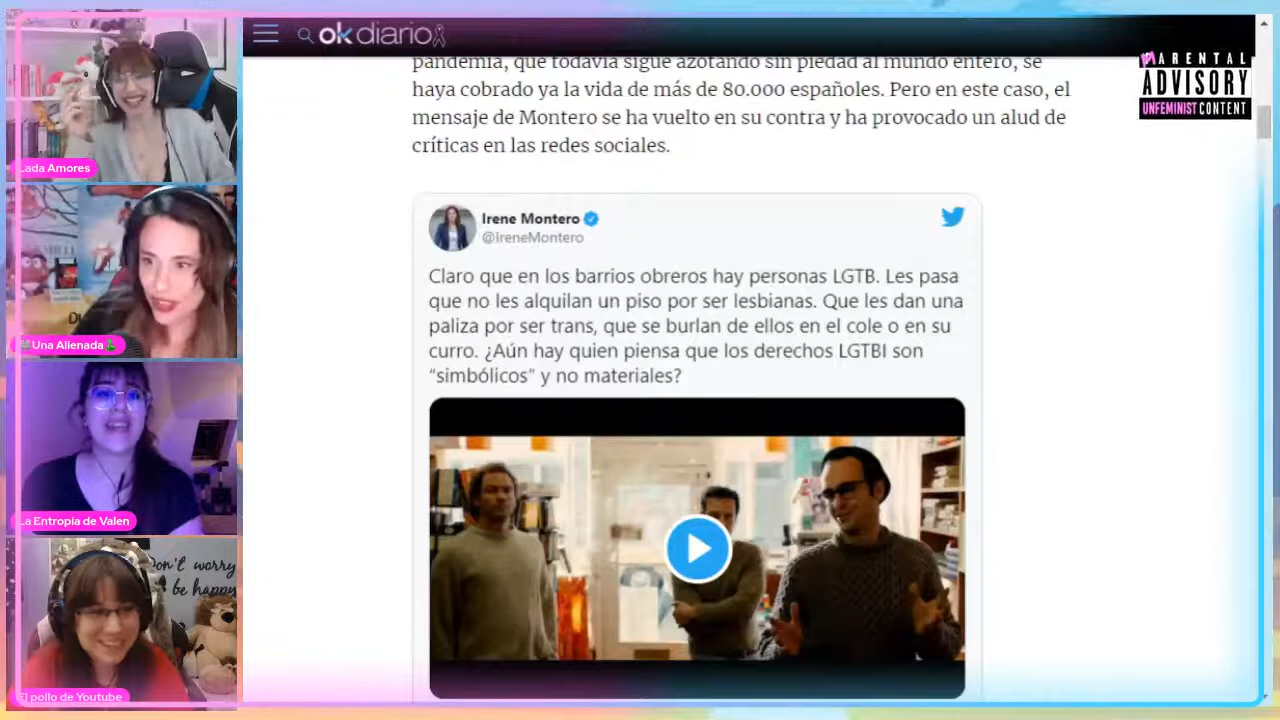 okdiario
pandemia, que todavía sigue azotando sin piedad al mundo entero, se
haya cobrado ya la vida de más de 80.000 españoles. Pero en este caso, el
mensaje de Montero se ha vuelto en su contra y ha provocado un alud de
críticas en las redes sociales.
PARENTAL
ADVISORY
UNFEMINIST CONTENT
Irene Montero
@IreneMontero
Claro que en los barrios obreros hay personas LGTB. Les pasa
que no les alquilan un piso por ser lesbianas. Que les dan una
paliza por ser trans, que se burlan de ellos en el cole o en su
curro. ¿Aún hay quien piensa que los derechos LGTBI son
“simbólicos” y no materiales?
Lada Amores
Una Alienada
La Entropía de Valen
don't worry
be happy
El pollo de Youtube